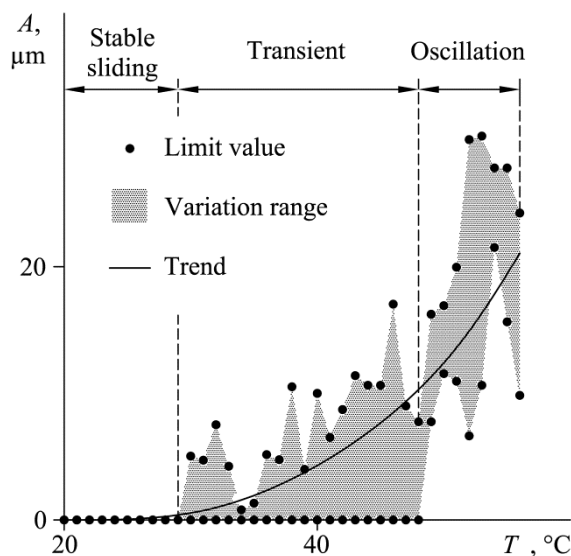 A,
μm
Stable
sliding
Transient
Oscillation
Limit value
Variation range
Trend
20
0
20
40
T , °C